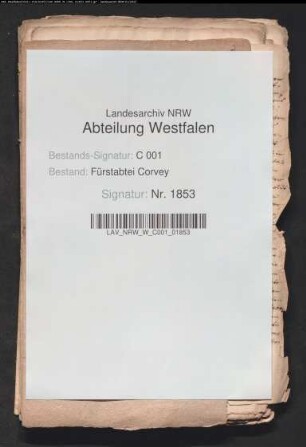 Landesarchiv NRW
Abteilung Westfalen
Bestands-Signatur: C 001
Bestand: Fürstabtei Corvey
Signatur: Nr. 1853
LAV_NRW_W_C001_01853